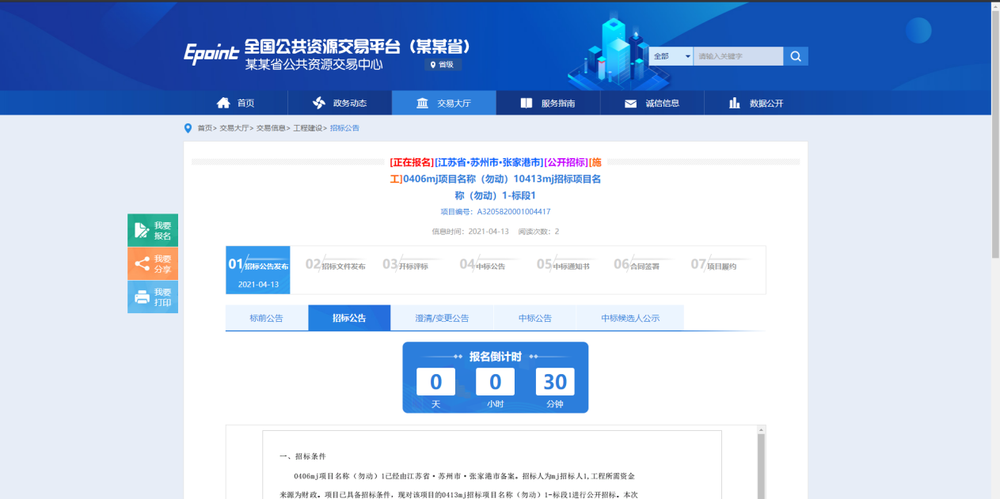 Epoint 全国公共资源交易平台（某某省）
某某省公共资源交易中心 省级
全部 请输入关键字
首页 政务动态 交易大厅 服务指南 诚信信息 数据公开
首页> 交易大厅> 交易信息> 工程建设> 招标公告
[正在报名][江苏省•苏州市•张家港市][公开招标][施
工]0406mj项目名称（勿动）10413mj招标项目名
称（勿动）1-标段1
项目编号：A3205820001004417
信息时间：2021-04-13 阅读次数：2
我要
报名
我要
分享
我要
打印
01 招标公告发布 02 招标文件发布 03 开标评标 04 中标公告 05 中标通知书 06 合同签署 07 项目履约
2021-04-13
标前公告 招标公告 澄清/变更公告 中标公告 中标候选人公示
报名倒计时
0 0 30
天 小时 分钟
一、招标条件
0406mj项目名称（勿动）1已经由江苏省·苏州市·张家港市备案。招标人为mj招标人1,工程所需资金
来源为财政。项目已具备招标条件，现对该项目的0413mj招标项目名称（勿动）1-标段1进行公开招标。本次